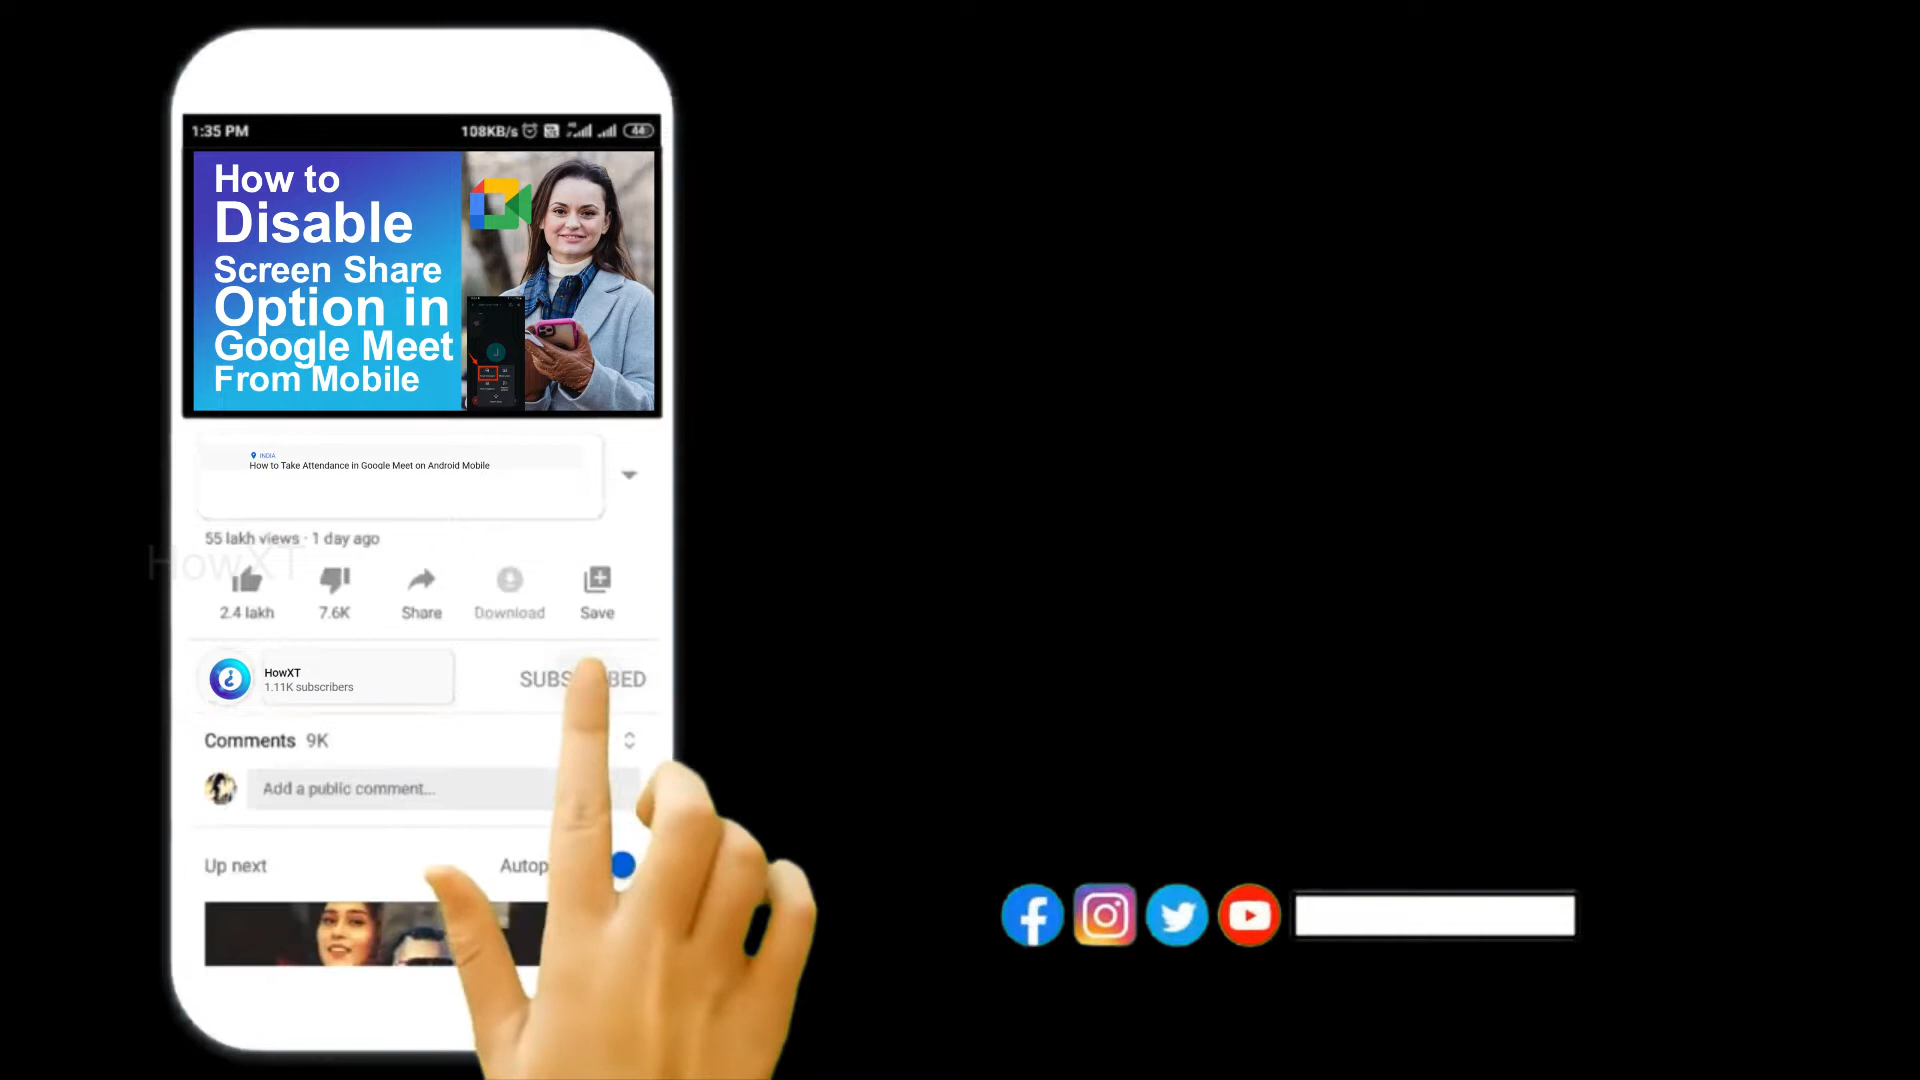 1:35 PM
108KB/s
44
How to
Disable
Screen Share
Option in
Google Meet
From Mobile
J
INDIA
How to Take Attendance in Google Meet on Android Mobile
55 lakh views · 1 day ago
HowXT
2.4 lakh
7.6K
Share
Download
Save
HowXT
1.11K subscribers
SUBS BED
Comments 9K
Add a public comment...
Up next
Autop